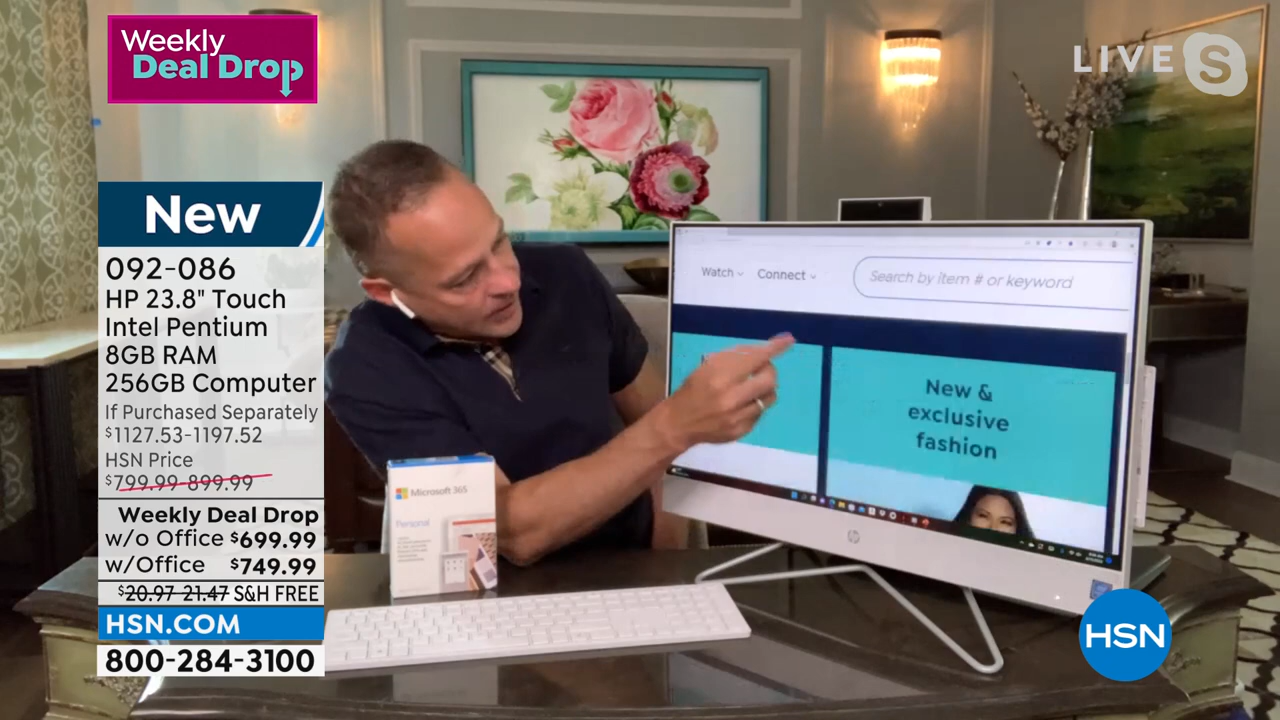 Weekly
Deal Drop
LIVE S
New
092-086
HP 23.8" Touch
Intel Pentium
8GB RAM
256GB Computer
If Purchased Separately
$1127.53-1197.52
HSN Price
$799.99-899.99
Weekly Deal Drop
w/o Office $699.99
w/Office $749.99
$20.97-21.47 S&H FREE
HSN.COM
800-284-3100
Microsoft 365
Personal
Watch
Connect
Search by item # or keyword
New &
exclusive
fashion
hp
HSN